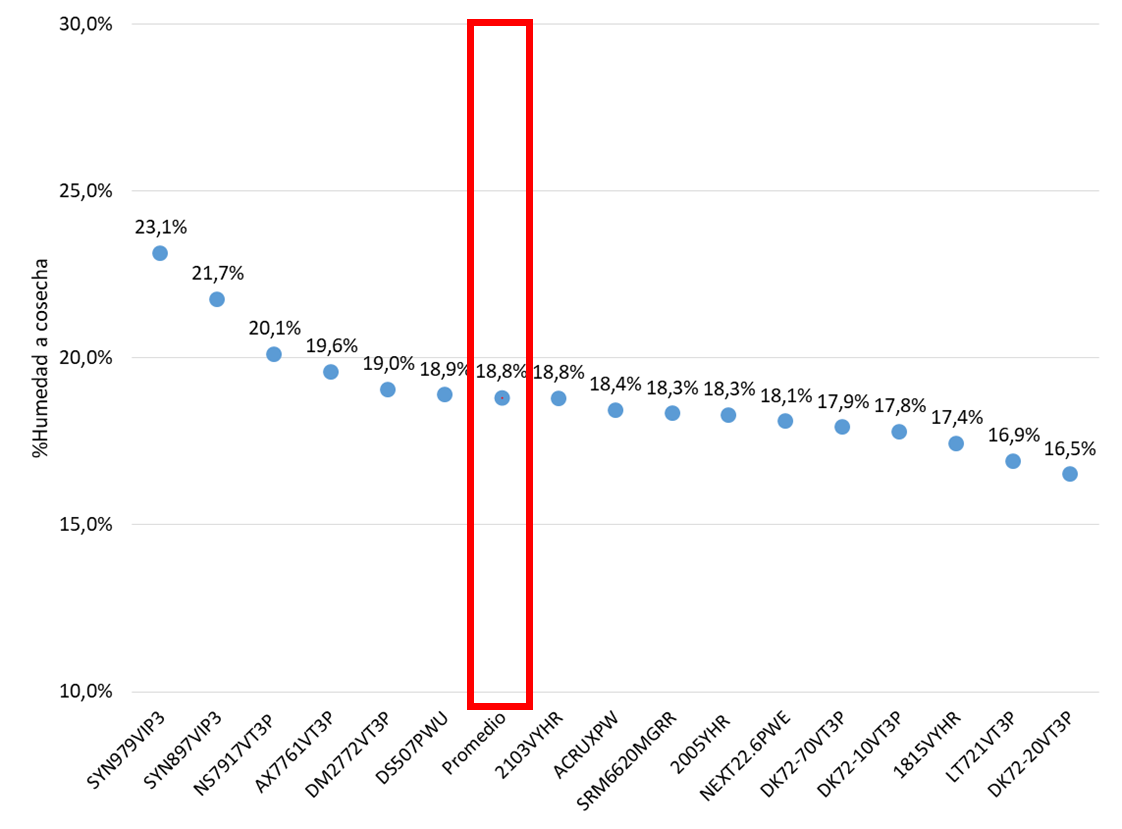 30,0%
25,0%
20,0%
15,0%
10,0%
%Humedad a cosecha
23,1%
21,7%
20,1%
19,6%
19,0%
18,9%
18,8%
18,8%
18,4%
18,3%
18,3%
18,1%
17,9%
17,8%
17,4%
16,9%
16,5%
SYN979VIP3
SYN897VIP3
NS7917VT3P
AX7761VT3P
DM2772VT3P
DS507PWU
Promedio
2103VYHR
ACRUXPW
SRM6620MGRR
2005YHR
NEXT22.6PWE
DK72-70VT3P
DK72-10VT3P
1815VYHR
LT721VT3P
DK72-20VT3P